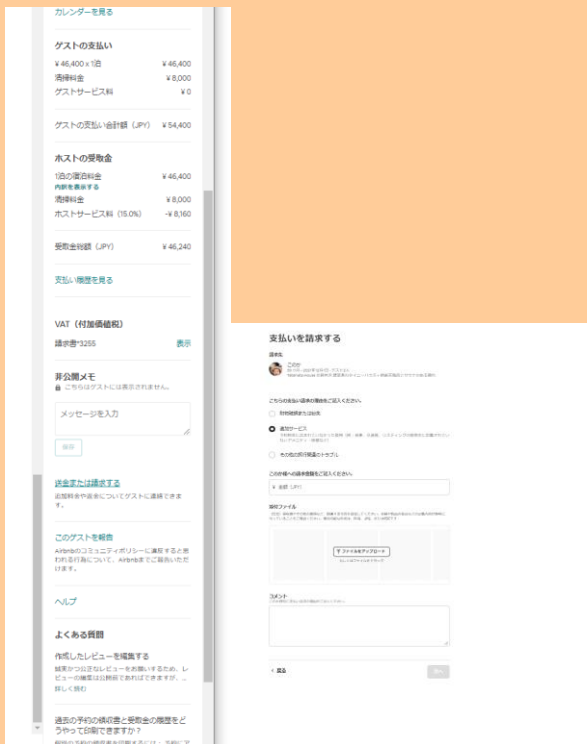 カレンダーを見る
ゲストの支払い
¥ 46,400 x 1泊 ¥ 46,400
清掃料金 ¥ 8,000
ゲストサービス料 ¥ 0
ゲストの支払い合計額（JPY） ¥ 54,400
ホストの受取金
1泊の宿泊料金 ¥ 46,400
内訳を表示する
清掃料金 ¥ 8,000
ホストサービス料（15.0%） -¥ 8,160
受取金総額（JPY） ¥ 46,240
支払い履歴を見る
VAT（付加価値税）
請求書*3255 表示
非公開メモ
こちらはゲストには表示されません。
メッセージを入力
保存
送金または請求する
追加料金や返金についてゲストに連絡できま
す。
このゲストを報告
Airbnbのコミュニティポリシーに違反すると思
われる行為について、Airbnbまでご報告いただ
けます。
ヘルプ
よくある質問
作成したレビューを編集する
誠実かつ公正なレビューをお願いするため、レ
ビューの編集は公開前であればできますが、...
詳しく読む
過去の予約の領収書と受取金の履歴をど
うやって印刷できますか？
支払いを請求する
請求先
こちらの支払い請求の理由をご記入ください。
追加サービス
その他の旅行関連のトラブル
この が様への請求金額をご記入ください。
¥ 金額（JPY）
添付ファイル
ファイルをアップロード
もしくはファイルをドラッグ
コメント
戻る
次へ